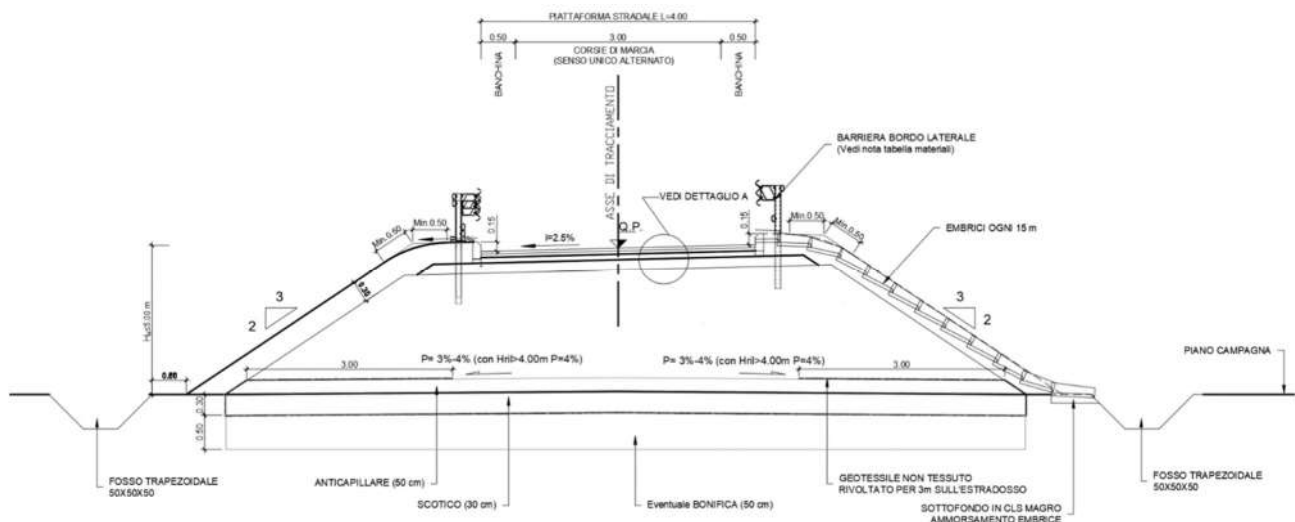 PIATTAFORMA STRADALE L=4.00
0.50
3.00
0.50
CORSIE DI MARCIA
(SENSO UNICO ALTERNATO)
BANCHINA
BANCHINA
ASSE DI TRACCIAMENTO
BARRIERA BORDO LATERALE
(Vedi nota tabella materiali)
VEDI DETTAGLIO A
Min.0.50
Min.0.50
0.15
i=2.5%
Q.P.
0.15
Min.0.50
Min.0.50
EMBRICI OGNI 15 m
0.30
3
2
3
2
P= 3%-4% (con Hril>4.00m P=4%)
P= 3%-4% (con Hril>4.00m P=4%)
3.00
3.00
PIANO CAMPAGNA
0.30
0.50
FOSSO TRAPEZOIDALE
50X50X50
ANTICAPILLARE (50 cm)
SCOTICO (30 cm)
Eventuale BONIFICA (50 cm)
GEOTESSILE NON TESSUTO
RIVOLTATO PER 3m SULL'ESTRADOSSO
SOTTOFONDO IN CLS MAGRO
AMMORSAMENTO EMBRICE
FOSSO TRAPEZOIDALE
50X50X50